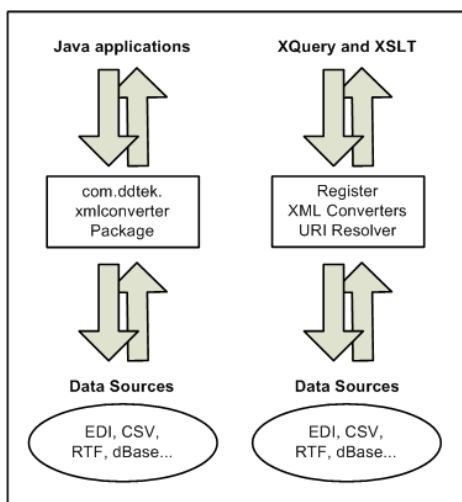 Java applications
com.ddtek.
xmlconverter
Package
Data Sources
EDI, CSV,
RTF, dBase...
XQuery and XSLT
Register
XML Converters
URI Resolver
Data Sources
EDI, CSV,
RTF, dBase...